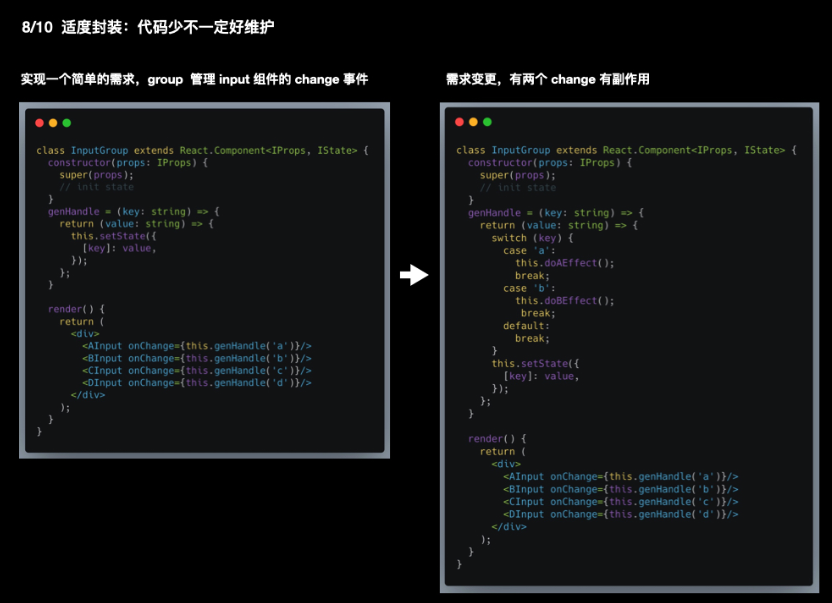 8/10 适度封装：代码少不一定好维护
实现一个简单的需求，group 管理 input 组件的 change 事件
class InputGroup extends React.Component<IProps, IState> {
  constructor(props: IProps) {
    super(props);
    // init state
  }
  genHandle = (key: string) => {
    return (value: string) => {
      this.setState({
        [key]: value,
      });
    };
  }
  render() {
    return (
      <div>
        <AInput onChange={this.genHandle('a')}/>
        <BInput onChange={this.genHandle('b')}/>
        <CInput onChange={this.genHandle('c')}/>
        <DInput onChange={this.genHandle('d')}/>
      </div>
    );
  }
}
需求变更，有两个 change 有副作用
class InputGroup extends React.Component<IProps, IState> {
  constructor(props: IProps) {
    super(props);
    // init state
  }
  genHandle = (key: string) => {
    return (value: string) => {
      switch (key) {
        case 'a':
          this.doAEffect();
          break;
        case 'b':
          this.doBEffect();
           break;
        default:
          break;
      }
      this.setState({
        [key]: value,
      });
    };
  }
  render() {
    return (
      <div>
        <AInput onChange={this.genHandle('a')}/>
        <BInput onChange={this.genHandle('b')}/>
        <CInput onChange={this.genHandle('c')}/>
        <DInput onChange={this.genHandle('d')}/>
      </div>
    );
  }
}